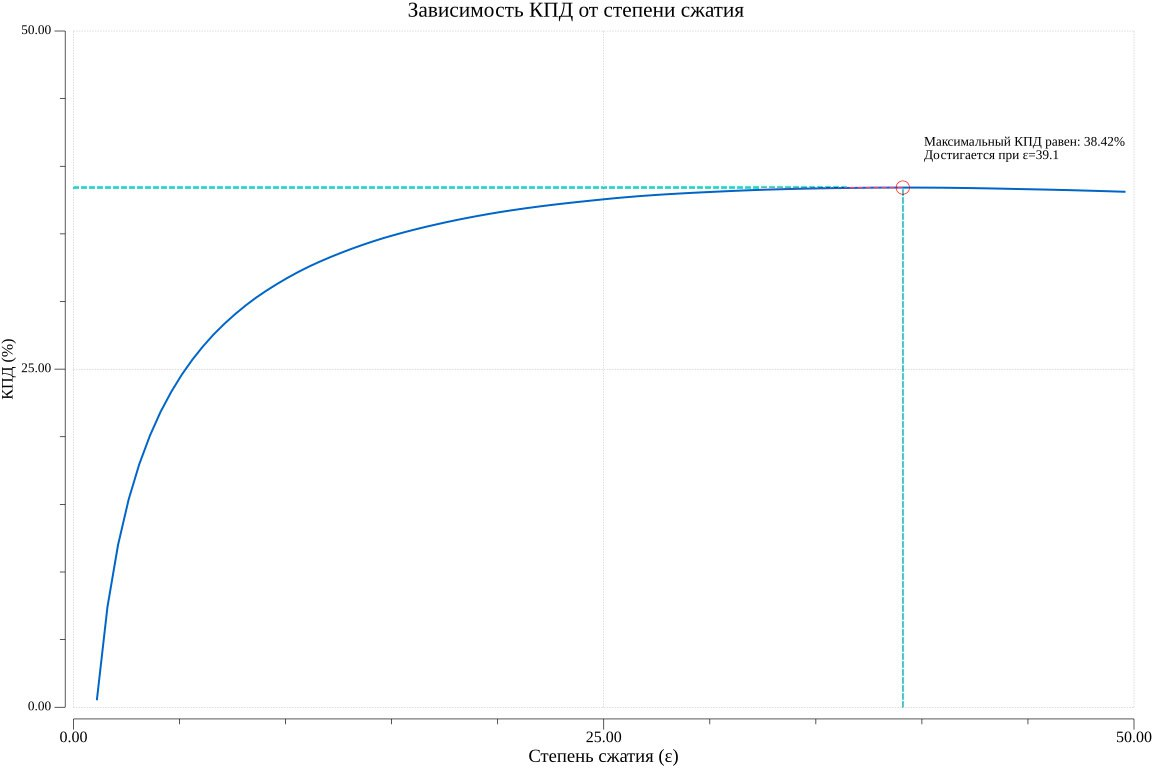 Зависимость КПД от степени сжатия
50.00
Максимальный КПД равен: 38.42%
Достигается при ε=39.1
КПД (%)
25.00
0.00
0.00
25.00
50.00
Степень сжатия (ε)